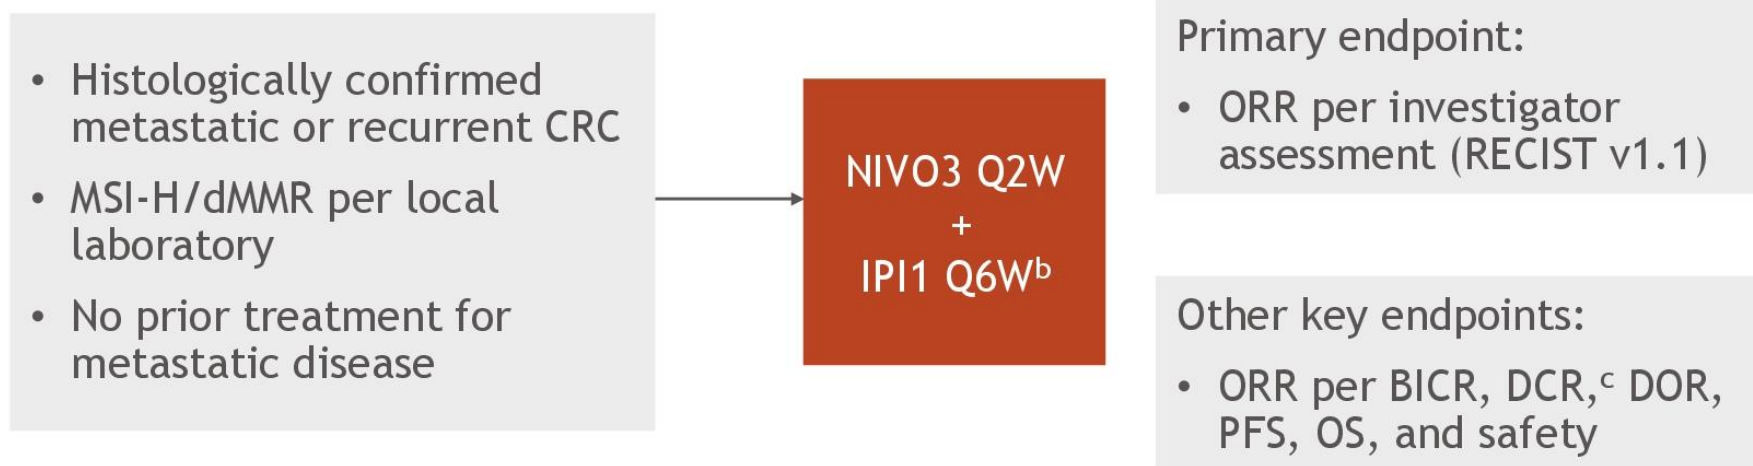 • Histologically confirmed
metastatic or recurrent CRC
• MSI-H/dMMR per local
laboratory
• No prior treatment for
metastatic disease
NIVO3 Q2W
+
IPI1 Q6Wᵇ
Primary endpoint:
• ORR per investigator
assessment (RECIST v1.1)
Other key endpoints:
• ORR per BICR, DCR,ᶜ DOR,
PFS, OS, and safety